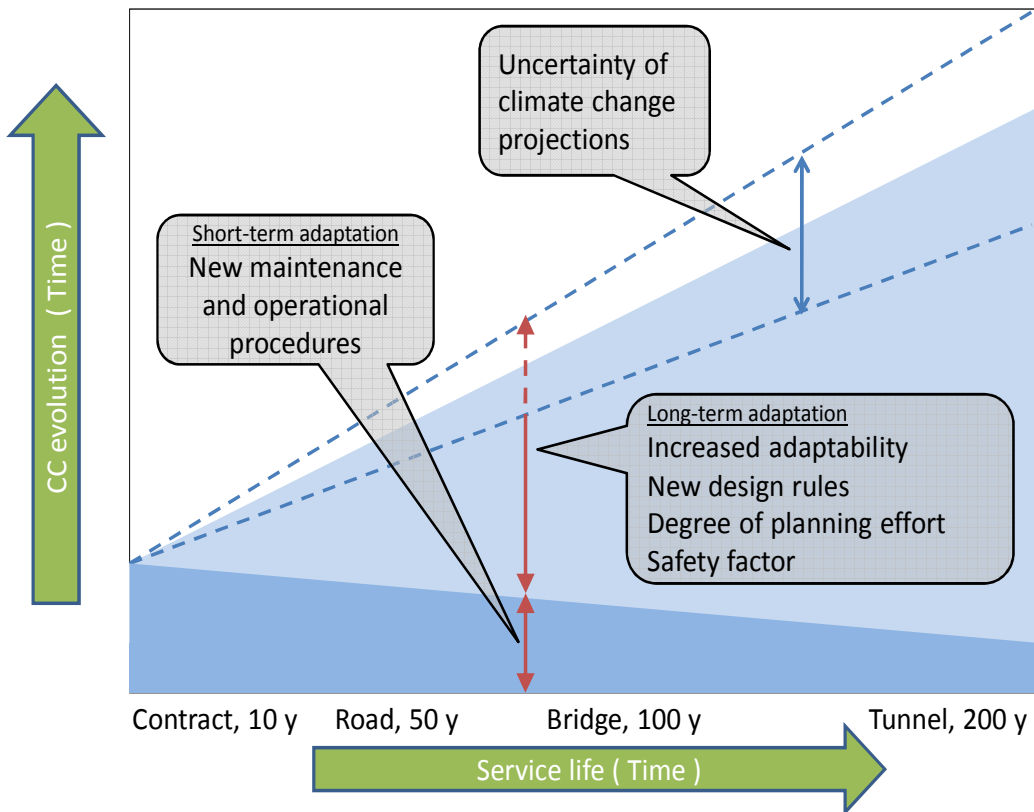 Uncertainty of
climate change
projections
Short-term adaptation
New maintenance
and operational
procedures
Long-term adaptation
Increased adaptability
New design rules
Degree of planning effort
Safety factor
CC evolution ( Time )
Contract, 10 y Road, 50 y Bridge, 100 y Tunnel, 200 y
Service life ( Time )